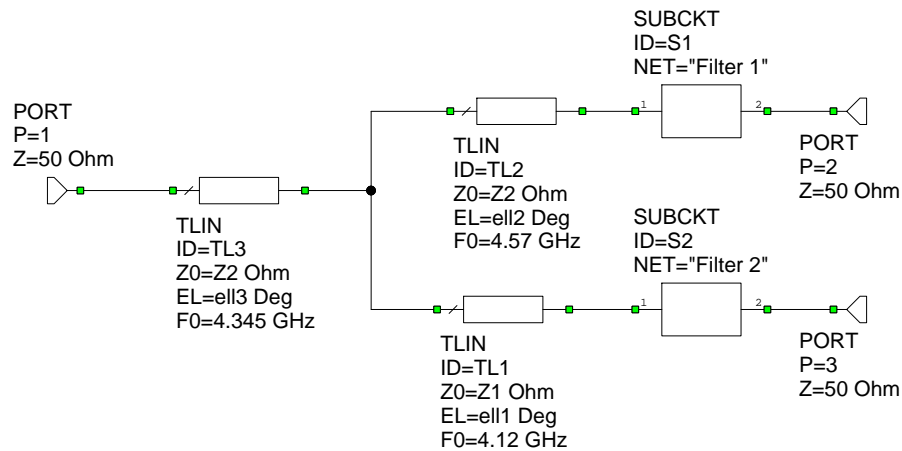 SUBCKT
ID=S1
NET="Filter 1"
PORT
P=1
Z=50 Ohm
1
2
TLIN
ID=TL2
Z0=Z2 Ohm
EL=ell2 Deg
F0=4.57 GHz
PORT
P=2
Z=50 Ohm
TLIN
ID=TL3
Z0=Z2 Ohm
EL=ell3 Deg
F0=4.345 GHz
SUBCKT
ID=S2
NET="Filter 2"
1
2
TLIN
ID=TL1
Z0=Z1 Ohm
EL=ell1 Deg
F0=4.12 GHz
PORT
P=3
Z=50 Ohm